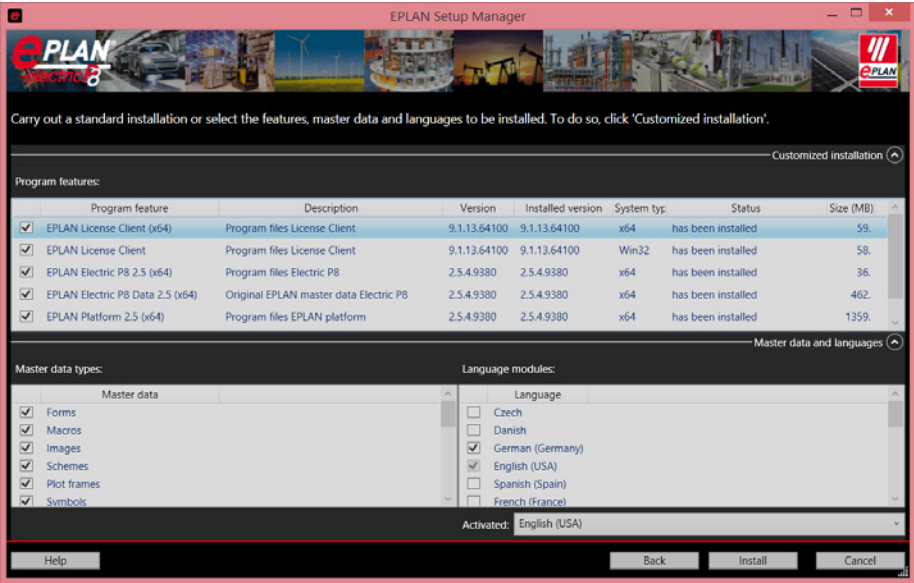 e
EPLAN Setup Manager
ePLAN
electric P8
EPLAN
Carry out a standard installation or select the features, master data and languages to be installed. To do so, click 'Customized installation'.
Customized installation
Program features:
Program feature Description Version Installed version System typ Status Size (MB)
EPLAN License Client (x64) Program files License Client 9.1.13.64100 9.1.13.64100 x64 has been installed 59.
EPLAN License Client Program files License Client 9.1.13.64100 9.1.13.64100 Win32 has been installed 58.
EPLAN Electric P8 2.5 (x64) Program files Electric P8 2.5.4.9380 2.5.4.9380 x64 has been installed 36.
EPLAN Electric P8 Data 2.5 (x64) Original EPLAN master data Electric P8 2.5.4.9380 2.5.4.9380 x64 has been installed 462.
EPLAN Platform 2.5 (x64) Program files EPLAN platform 2.5.4.9380 2.5.4.9380 x64 has been installed 1359.
Master data and languages
Master data types: Language modules:
Master data Language
Forms Czech
Macros Danish
Images German (Germany)
Schemes English (USA)
Plot frames Spanish (Spain)
Symbols French (France)
Activated: English (USA)
Help Back Install Cancel